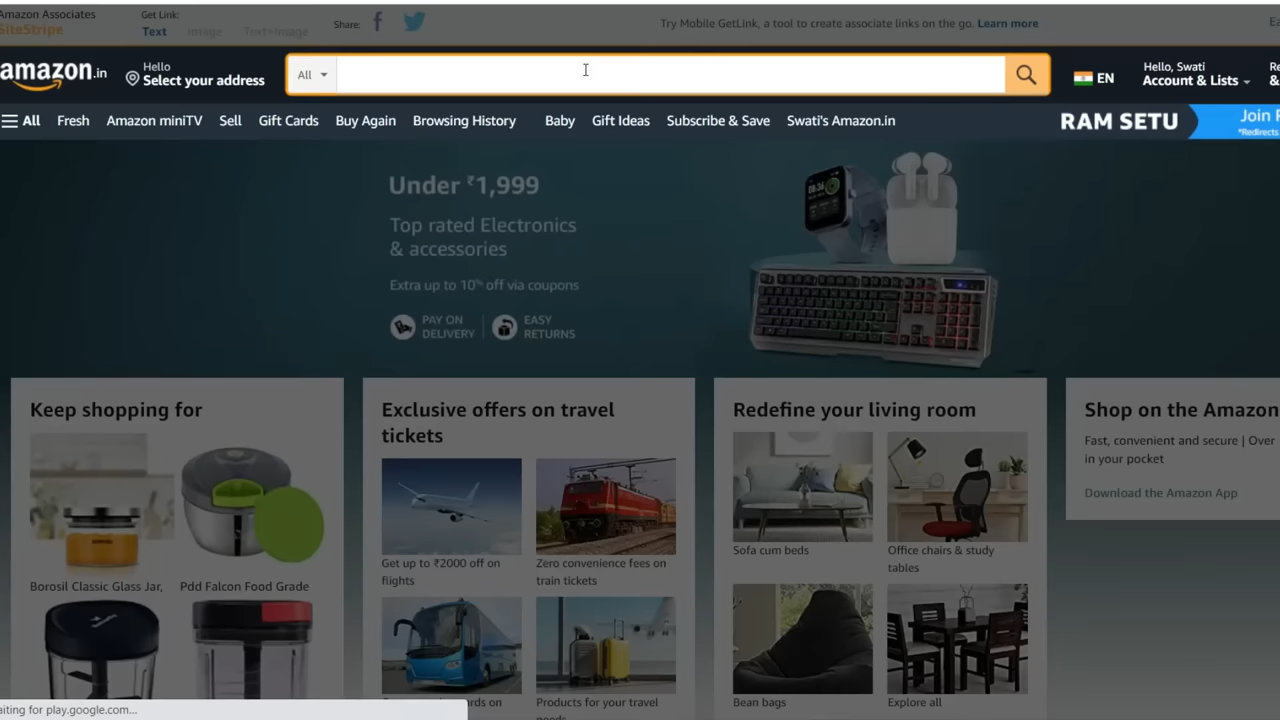 Amazon Associates
SiteStripe
Get Link:
Text
Image
Text+Image
Share:
Try Mobile GetLink, a tool to create associate links on the go. Learn more
amazon.in
Hello
Select your address
All
EN
Hello, Swati
Account & Lists
All
Fresh
Amazon miniTV
Sell
Gift Cards
Buy Again
Browsing History
Baby
Gift Ideas
Subscribe & Save
Swati's Amazon.in
RAM SETU
Join
*Redirects
Under ₹1,999
Top rated Electronics
& accessories
Extra up to 10% off via coupons
PAY ON
DELIVERY
EASY
RETURNS
Keep shopping for
Borosil Classic Glass Jar,
Pdd Falcon Food Grade
Exclusive offers on travel
tickets
Get up to ₹2000 off on
flights
Zero convenience fees on
train tickets
Products for your travel
needs
Redefine your living room
Sofa cum beds
Office chairs & study
tables
Bean bags
Explore all
Shop on the Amazon
Fast, convenient and secure | Over
in your pocket
Download the Amazon App
aiting for play.google.com...